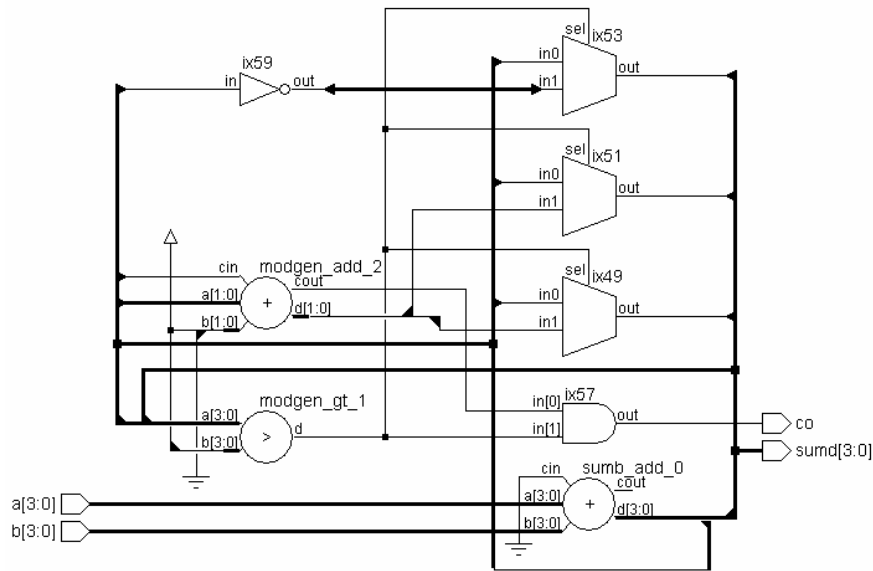 sel
ix53
in0
in1
out
ix59
in
out
sel
ix51
in0
in1
out
cin
modgen_add_2
cout
a[1:0]
+
b[1:0]
d[1:0]
sel
ix49
in0
in1
out
modgen_gt_1
a[3:0]
>
b[3:0]
d
ix57
in[0]
in[1]
out
co
sumd[3:0]
cin
sumb_add_0
cout
a[3:0]
+
b[3:0]
d[3:0]
a[3:0]
b[3:0]